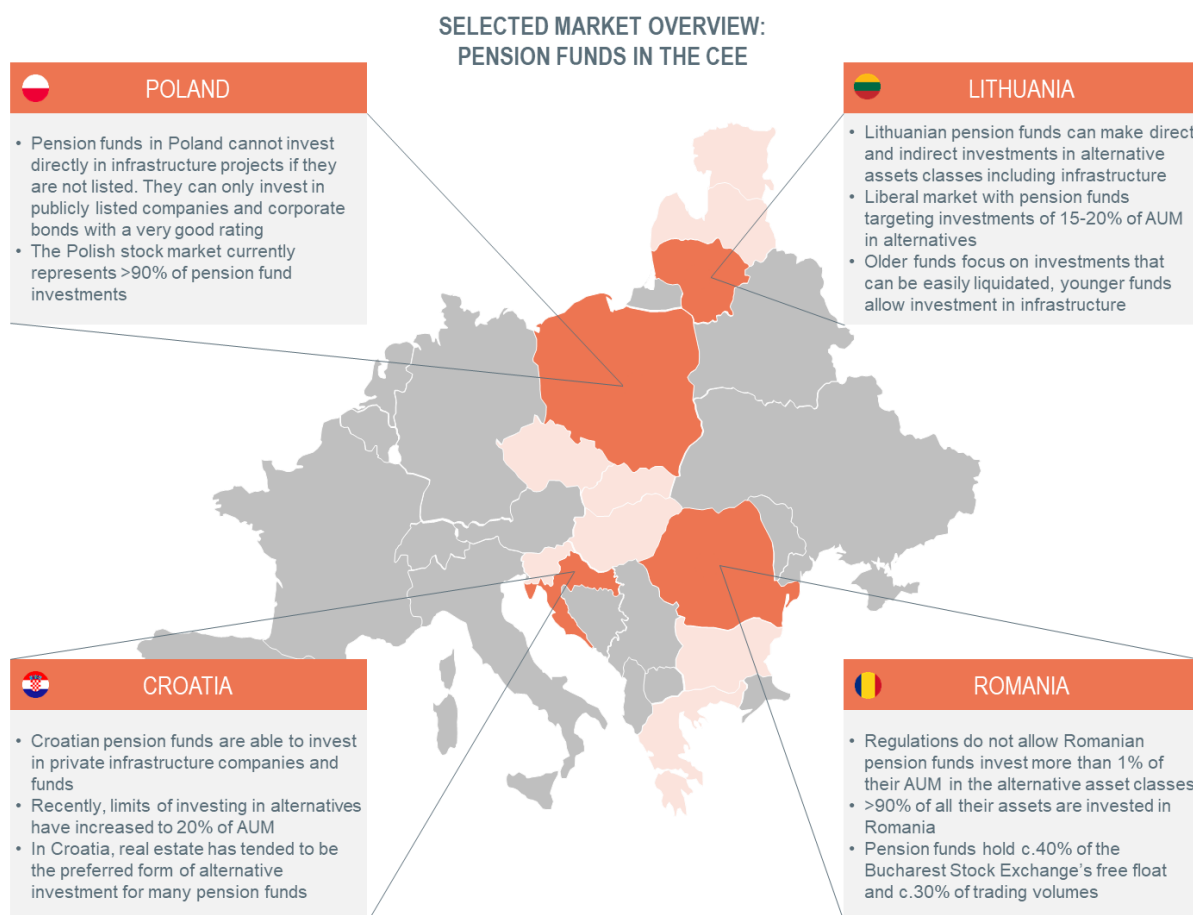 SELECTED MARKET OVERVIEW:
PENSION FUNDS IN THE CEE
POLAND
• Pension funds in Poland cannot invest
directly in infrastructure projects if they
are not listed. They can only invest in
publicly listed companies and corporate
bonds with a very good rating
• The Polish stock market currently
represents >90% of pension fund
investments
LITHUANIA
• Lithuanian pension funds can make direct
and indirect investments in alternative
assets classes including infrastructure
• Liberal market with pension funds
targeting investments of 15-20% of AUM
in alternatives
• Older funds focus on investments that
can be easily liquidated, younger funds
allow investment in infrastructure
CROATIA
• Croatian pension funds are able to invest
in private infrastructure companies and
funds
• Recently, limits of investing in alternatives
have increased to 20% of AUM
• In Croatia, real estate has tended to be
the preferred form of alternative
investment for many pension funds
ROMANIA
• Regulations do not allow Romanian
pension funds invest more than 1% of
their AUM in the alternative asset classes
• >90% of all their assets are invested in
Romania
• Pension funds hold c.40% of the
Bucharest Stock Exchange's free float
and c.30% of trading volumes